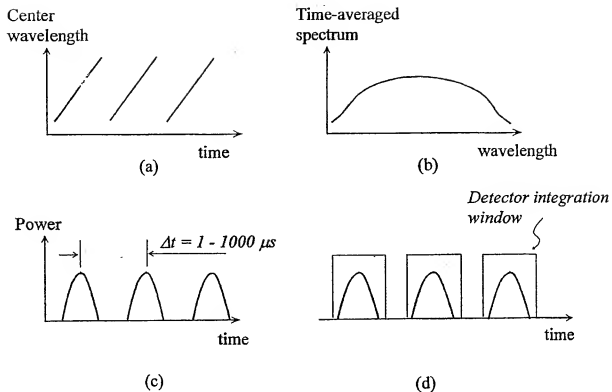 Center
wavelength
time
(a)
Time-averaged
spectrum
wavelength
(b)
Power
Δt = 1 - 1000 μs
time
(c)
Detector integration
window
time
(d)